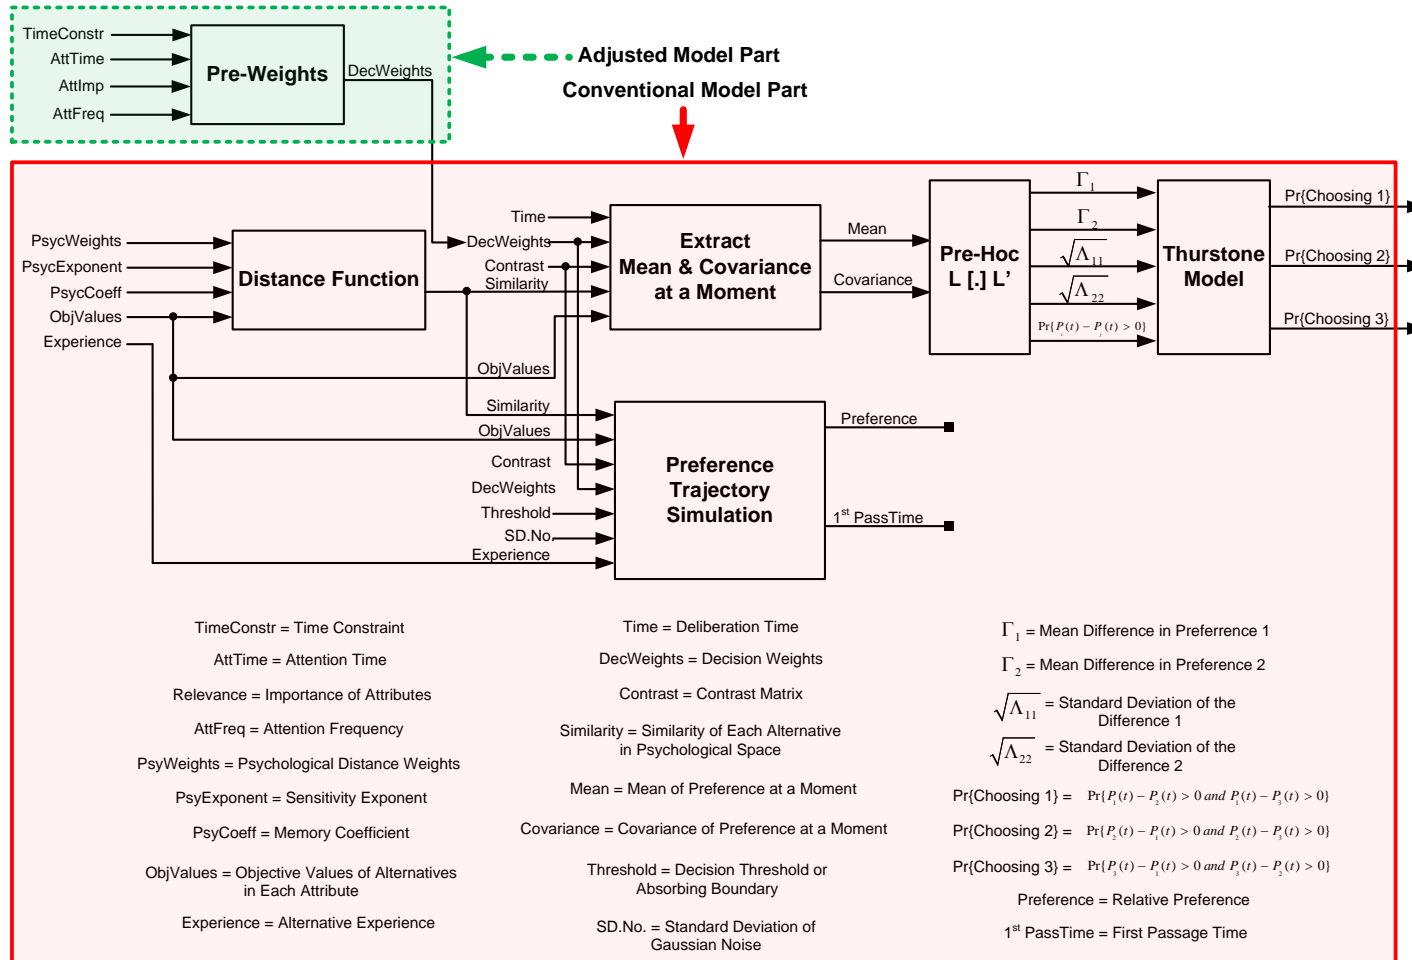 TimeConstr
AttTime
AttImp
AttFreq
Pre-Weights
DecWeights
Adjusted Model Part
Conventional Model Part
PsycWeights
PsycExponent
PsycCoeff
ObjValues
Experience
Distance Function
Time
DecWeights
Contrast
Similarity
ObjValues
Extract
Mean & Covariance
at a Moment
Mean
Covariance
Pre-Hoc
L [.] L'
Γ₁
Γ₂
√Λ₁₁
√Λ₂₂
Pr{P_i(t) − P_j(t) > 0}
Thurstone
Model
Pr{Choosing 1}
Pr{Choosing 2}
Pr{Choosing 3}
Similarity
ObjValues
Contrast
DecWeights
Threshold
SD.No.
Experience
Preference
Trajectory
Simulation
Preference
1st PassTime
TimeConstr = Time Constraint
AttTime = Attention Time
Relevance = Importance of Attributes
AttFreq = Attention Frequency
PsyWeights = Psychological Distance Weights
PsyExponent = Sensitivity Exponent
PsyCoeff = Memory Coefficient
ObjValues = Objective Values of Alternatives
in Each Attribute
Experience = Alternative Experience
Time = Deliberation Time
DecWeights = Decision Weights
Contrast = Contrast Matrix
Similarity = Similarity of Each Alternative
in Psychological Space
Mean = Mean of Preference at a Moment
Covariance = Covariance of Preference at a Moment
Threshold = Decision Threshold or
Absorbing Boundary
SD.No. = Standard Deviation of
Gaussian Noise
Γ₁ = Mean Difference in Preferrence 1
Γ₂ = Mean Difference in Preference 2
√Λ₁₁ = Standard Deviation of the
Difference 1
√Λ₂₂ = Standard Deviation of the
Difference 2
Pr{Choosing 1} = Pr{P₁(t) − P₂(t) > 0 and P₁(t) − P₃(t) > 0}
Pr{Choosing 2} = Pr{P₂(t) − P₁(t) > 0 and P₂(t) − P₃(t) > 0}
Pr{Choosing 3} = Pr{P₃(t) − P₁(t) > 0 and P₃(t) − P₂(t) > 0}
Preference = Relative Preference
1st PassTime = First Passage Time